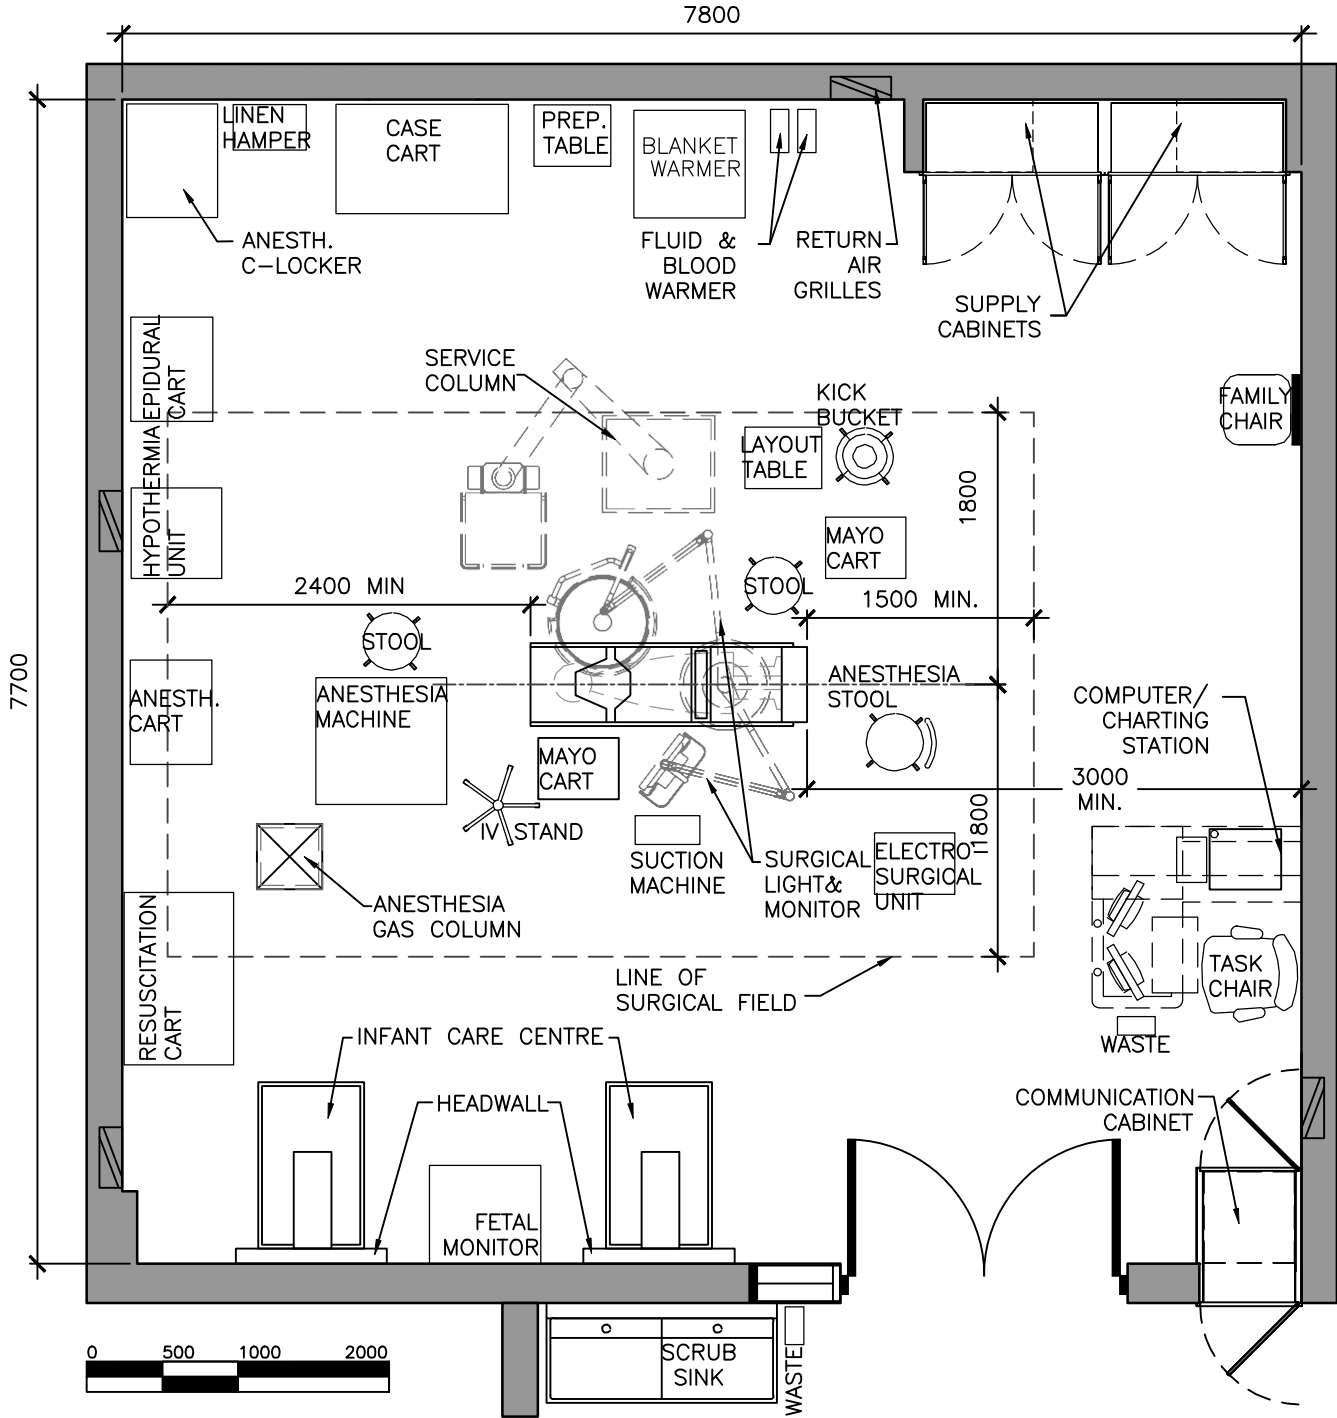 7800
LINEN
HAMPER
CASE
CART
PREP.
TABLE
BLANKET
WARMER
ANESTH.
C-LOCKER
FLUID &
BLOOD
WARMER
RETURN
AIR
GRILLES
SUPPLY
CABINETS
HYPOTHERMIA
UNIT
EPIDURAL
CART
SERVICE
COLUMN
KICK
BUCKET
LAYOUT
TABLE
FAMILY
CHAIR
1800
MAYO
CART
STOOL
2400 MIN
1500 MIN.
STOOL
7700
ANESTH.
CART
ANESTHESIA
MACHINE
ANESTHESIA
STOOL
COMPUTER/
CHARTING
STATION
MAYO
CART
3000
MIN.
1800
IV STAND
SUCTION
MACHINE
SURGICAL
LIGHT&
MONITOR
ELECTRO
SURGICAL
UNIT
ANESTHESIA
GAS COLUMN
RESUSCITATION
CART
LINE OF
SURGICAL FIELD
TASK
CHAIR
WASTE
INFANT CARE CENTRE
HEADWALL
COMMUNICATION
CABINET
FETAL
MONITOR
0 500 1000 2000
SCRUB
SINK
WASTE